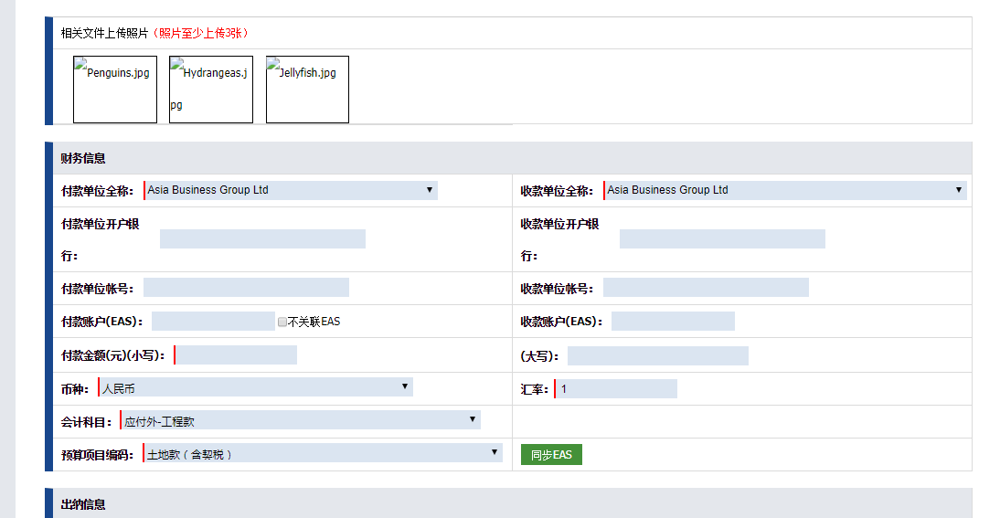 相关文件上传照片（照片至少上传3张）
Penguins.jpg Hydrangeas.j Jellyfish.jpg
pg
财务信息
付款单位全称： Asia Business Group Ltd 收款单位全称： Asia Business Group Ltd
付款单位开户银 收款单位开户银
行： 行：
付款单位帐号： 收款单位帐号：
付款账户(EAS)： 不关联EAS 收款账户(EAS)：
付款金额(元)(小写)： (大写)：
币种： 人民币 汇率： 1
会计科目： 应付外-工程款
预算项目编码： 土地款（含契税） 同步EAS
出纳信息